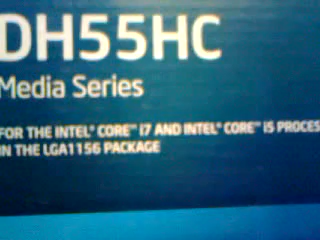 DH55HC
Media Series
FOR THE INTEL® CORE™ i7 AND INTEL® CORE™ i5 PROCES
IN THE LGA1156 PACKAGE